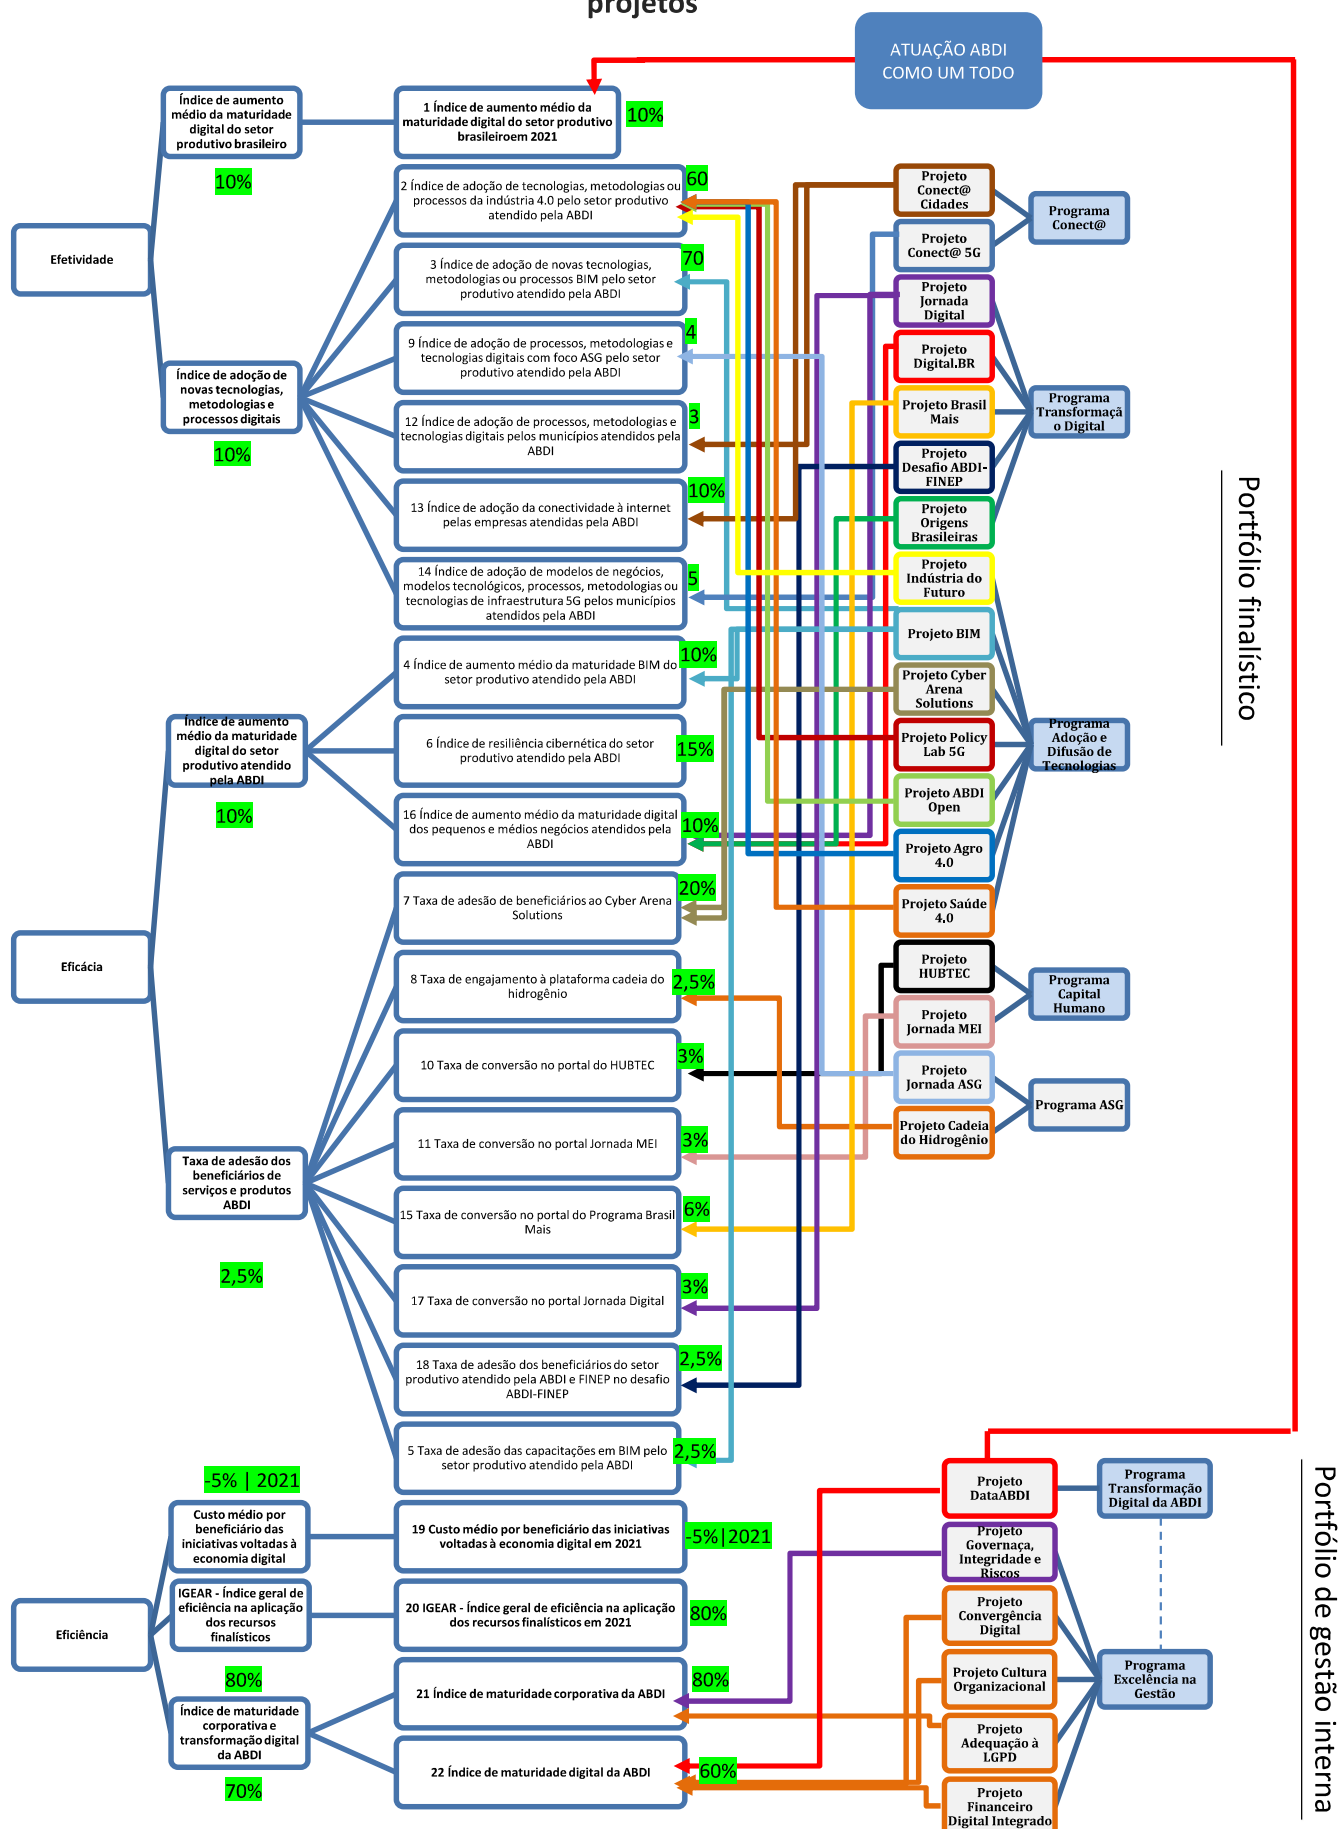 projetos
ATUAÇÃO ABDI
COMO UM TODO
Efetividade
Índice de aumento
médio da maturidade
digital do setor
produtivo brasileiro
10%
Índice de adoção de
novas tecnologias,
metodologias e
processos digitais
10%
1 Índice de aumento médio da
maturidade digital do setor produtivo
brasileiroem 2021
10%
2 Índice de adoção de tecnologias, metodologias ou
processos da indústria 4.0 pelo setor produtivo
atendido pela ABDI
60
3 Índice de adoção de novas tecnologias,
metodologias ou processos BIM pelo setor
produtivo atendido pela ABDI
70
9 Índice de adoção de processos, metodologias e
tecnologias digitais com foco ASG pelo setor
produtivo atendido pela ABDI
4
12 Índice de adoção de processos, metodologias e
tecnologias digitais pelos municípios atendidos pela
ABDI
3
13 Índice de adoção da conectividade à internet
pelas empresas atendidas pela ABDI
10%
14 Índice de adoção de modelos de negócios,
modelos tecnológicos, processos, metodologias ou
tecnologias de infraestrutura 5G pelos municípios
atendidos pela ABDI
5
Eficácia
Índice de aumento
médio da maturidade
digital do setor
produtivo atendido
pela ABDI
10%
Taxa de adesão dos
beneficiários de
serviços e produtos
ABDI
2,5%
4 Índice de aumento médio da maturidade BIM do
setor produtivo atendido pela ABDI
10%
6 Índice de resiliência cibernética do setor
produtivo atendido pela ABDI
15%
16 Índice de aumento médio da maturidade digital
dos pequenos e médios negócios atendidos pela
ABDI
10%
7 Taxa de adesão de beneficiários ao Cyber Arena
Solutions
20%
8 Taxa de engajamento à plataforma cadeia do
hidrogênio
2,5%
10 Taxa de conversão no portal do HUBTEC
3%
11 Taxa de conversão no portal Jornada MEI
3%
15 Taxa de conversão no portal do Programa Brasil
Mais
6%
17 Taxa de conversão no portal Jornada Digital
3%
18 Taxa de adesão dos beneficiários do setor
produtivo atendido pela ABDI e FINEP no desafio
ABDI-FINEP
2,5%
5 Taxa de adesão das capacitações em BIM pelo
setor produtivo atendido pela ABDI
2,5%
Eficiência
-5% | 2021
Custo médio por
beneficiário das
iniciativas voltadas à
economia digital
IGEAR - Índice geral de
eficiência na aplicação
dos recursos
finalísticos
80%
Índice de maturidade
corporativa e
transformação digital
da ABDI
70%
19 Custo médio por beneficiário das iniciativas
voltadas à economia digital em 2021
-5%|2021
20 IGEAR - Índice geral de eficiência na aplicação
dos recursos finalísticos em 2021
80%
21 Índice de maturidade corporativa da ABDI
80%
22 Índice de maturidade digital da ABDI
60%
Projeto
Conect@
Cidades
Projeto
Conect@ 5G
Programa
Conect@
Projeto
Jornada
Digital
Projeto
Digital.BR
Projeto Brasil
Mais
Projeto
Desafio ABDI-
FINEP
Projeto
Origens
Brasileiras
Programa
Transformaçã
o Digital
Projeto
Indústria do
Futuro
Projeto BIM
Projeto Cyber
Arena
Solutions
Projeto Policy
Lab 5G
Projeto ABDI
Open
Projeto Agro
4.0
Projeto Saúde
4.0
Programa
Adoção e
Difusão de
Tecnologias
Projeto
HUBTEC
Projeto
Jornada MEI
Programa
Capital
Humano
Projeto
Jornada ASG
Projeto Cadeia
do Hidrogênio
Programa ASG
Portfólio finalístico
Projeto
DataABDI
Programa
Transformação
Digital da ABDI
Projeto
Governaça,
Integridade e
Riscos
Projeto
Convergência
Digital
Projeto Cultura
Organizacional
Projeto
Adequação à
LGPD
Projeto
Financeiro
Digital Integrado
Programa
Excelência na
Gestão
Portfólio de gestão interna